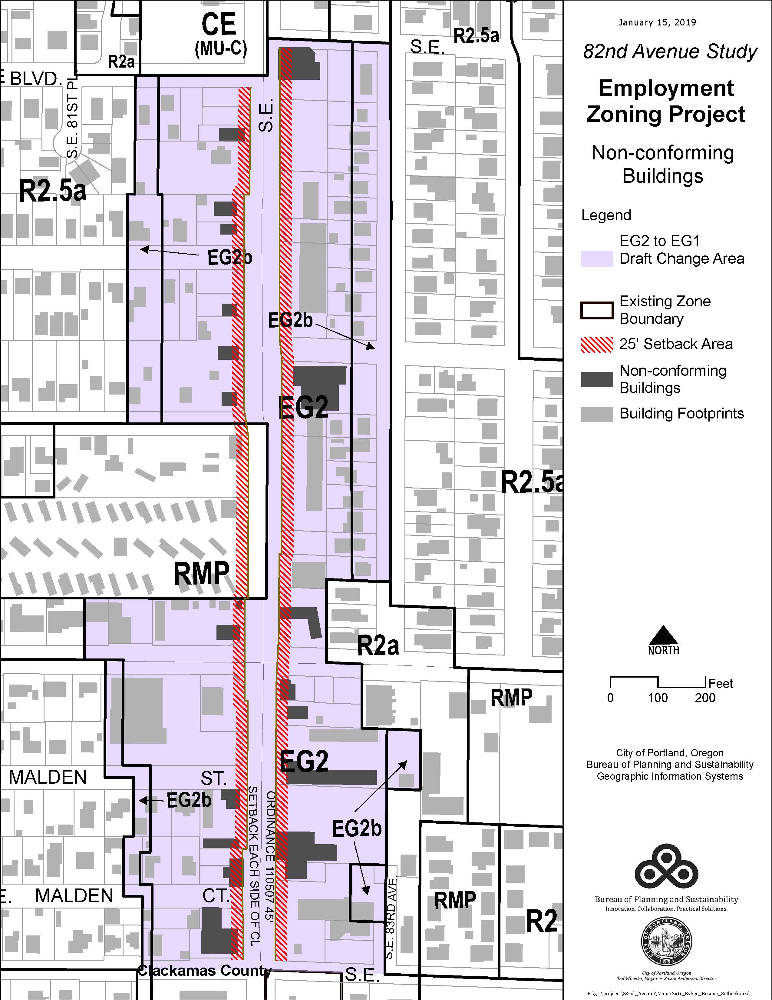 CE
(MU-C)
R2a
R2.5a
S.E.
BLVD.
S.E. 81ST PL
S.E.
R2.5a
EG2b
EG2b
EG2
R2.5a
RMP
R2a
RMP
EG2
MALDEN
ST.
EG2b
EG2b
SETBACK EACH SIDE OF CL
ORDINANCE 110507 45'
E.
MALDEN
CT.
S.E. 83RD AVE.
RMP
R2
Clackamas County
S.E.
January 15, 2019
82nd Avenue Study
Employment
Zoning Project
Non-conforming
Buildings
Legend
EG2 to EG1
Draft Change Area
Existing Zone
Boundary
25' Setback Area
Non-conforming
Buildings
Building Footprints
NORTH
Feet
0 100 200
City of Portland, Oregon
Bureau of Planning and Sustainability
Geographic Information Systems
Bureau of Planning and Sustainability
Innovation. Collaboration. Practical Solutions.
CITY OF PORTLAND, OREGON
1851
City of Portland, Oregon
Ted Wheeler, Mayor • Susan Anderson, Director
E:\gis\projects\82nd_Avenue\Maps\8x11_Bybee_Rezone_Setback.mxd